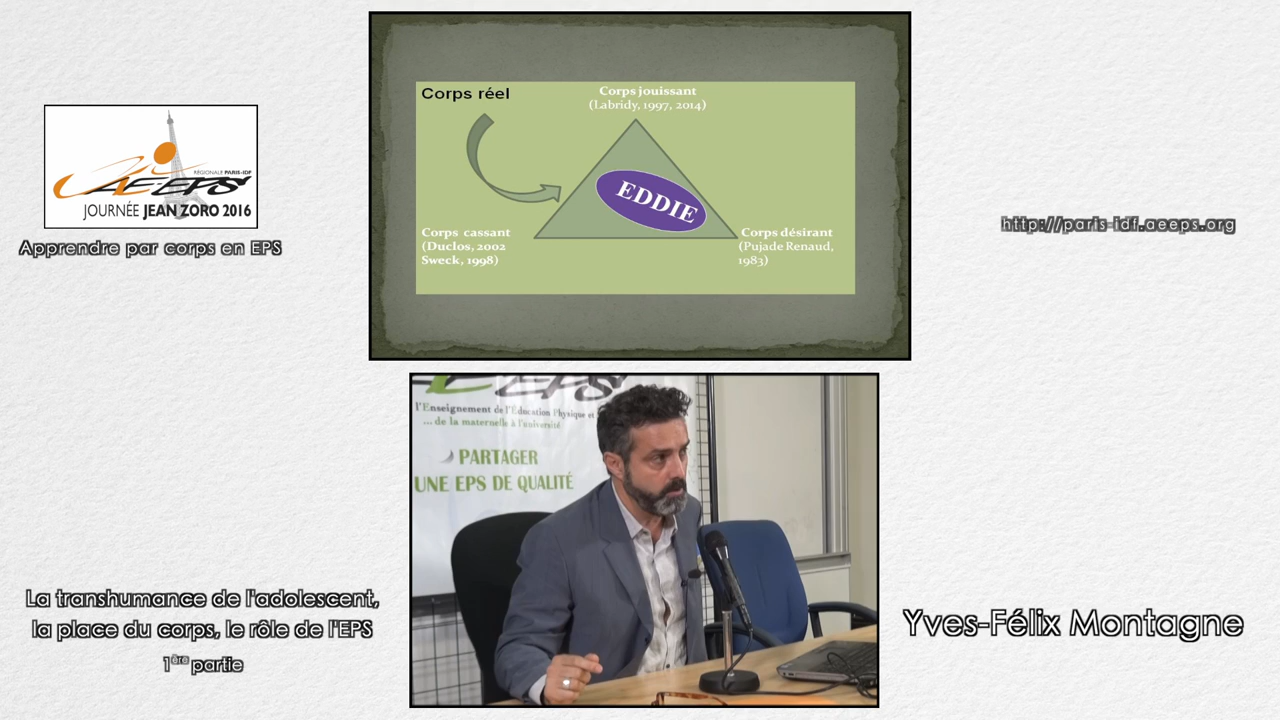 Corps réel
Corps jouissant
(Labridy, 1997, 2014)
EDDIE
Corps cassant
(Duclos, 2002
Sweck, 1998)
Corps désirant
(Pujade Renaud,
1983)
RÉGIONALE PARIS-IDF
AE-EPS
JOURNÉE JEAN ZORO 2016
Apprendre par corps en EPS
http://paris-idf.aeeps.org
EPS
l'Enseignement de l'Éducation Physique et
... de la maternelle à l'université
PARTAGER
UNE EPS DE QUALITÉ
La transhumance de l'adolescent,
la place du corps, le rôle de l'EPS
1ère partie
Yves-Félix Montagne